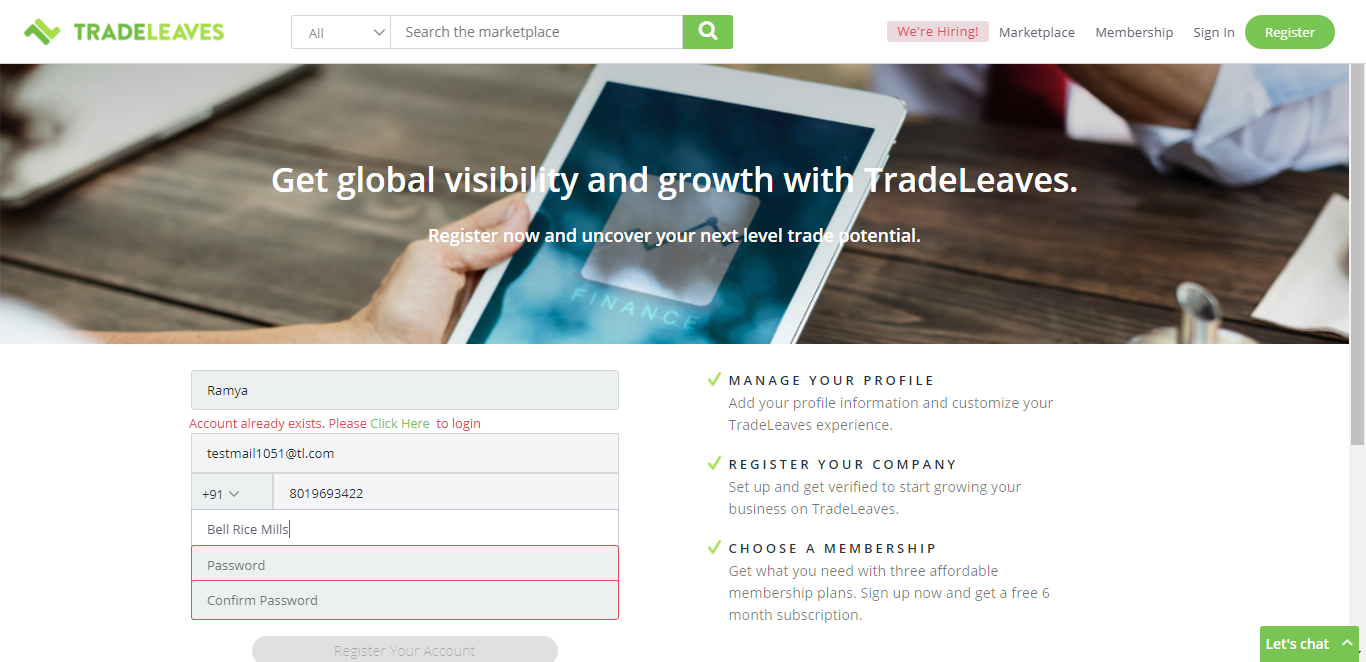 TRADELEAVES
All
Search the marketplace
We're Hiring!
Marketplace
Membership
Sign In
Register
Get global visibility and growth with TradeLeaves.
Register now and uncover your next level trade potential.
FINANCE
Ramya
Account already exists. Please Click Here to login
testmail1051@tl.com
+91
8019693422
Bell Rice Mills
Password
Confirm Password
Register Your Account
MANAGE YOUR PROFILE
Add your profile information and customize your
TradeLeaves experience.
REGISTER YOUR COMPANY
Set up and get verified to start growing your
business on TradeLeaves.
CHOOSE A MEMBERSHIP
Get what you need with three affordable
membership plans. Sign up now and get a free 6
month subscription.
Let's chat